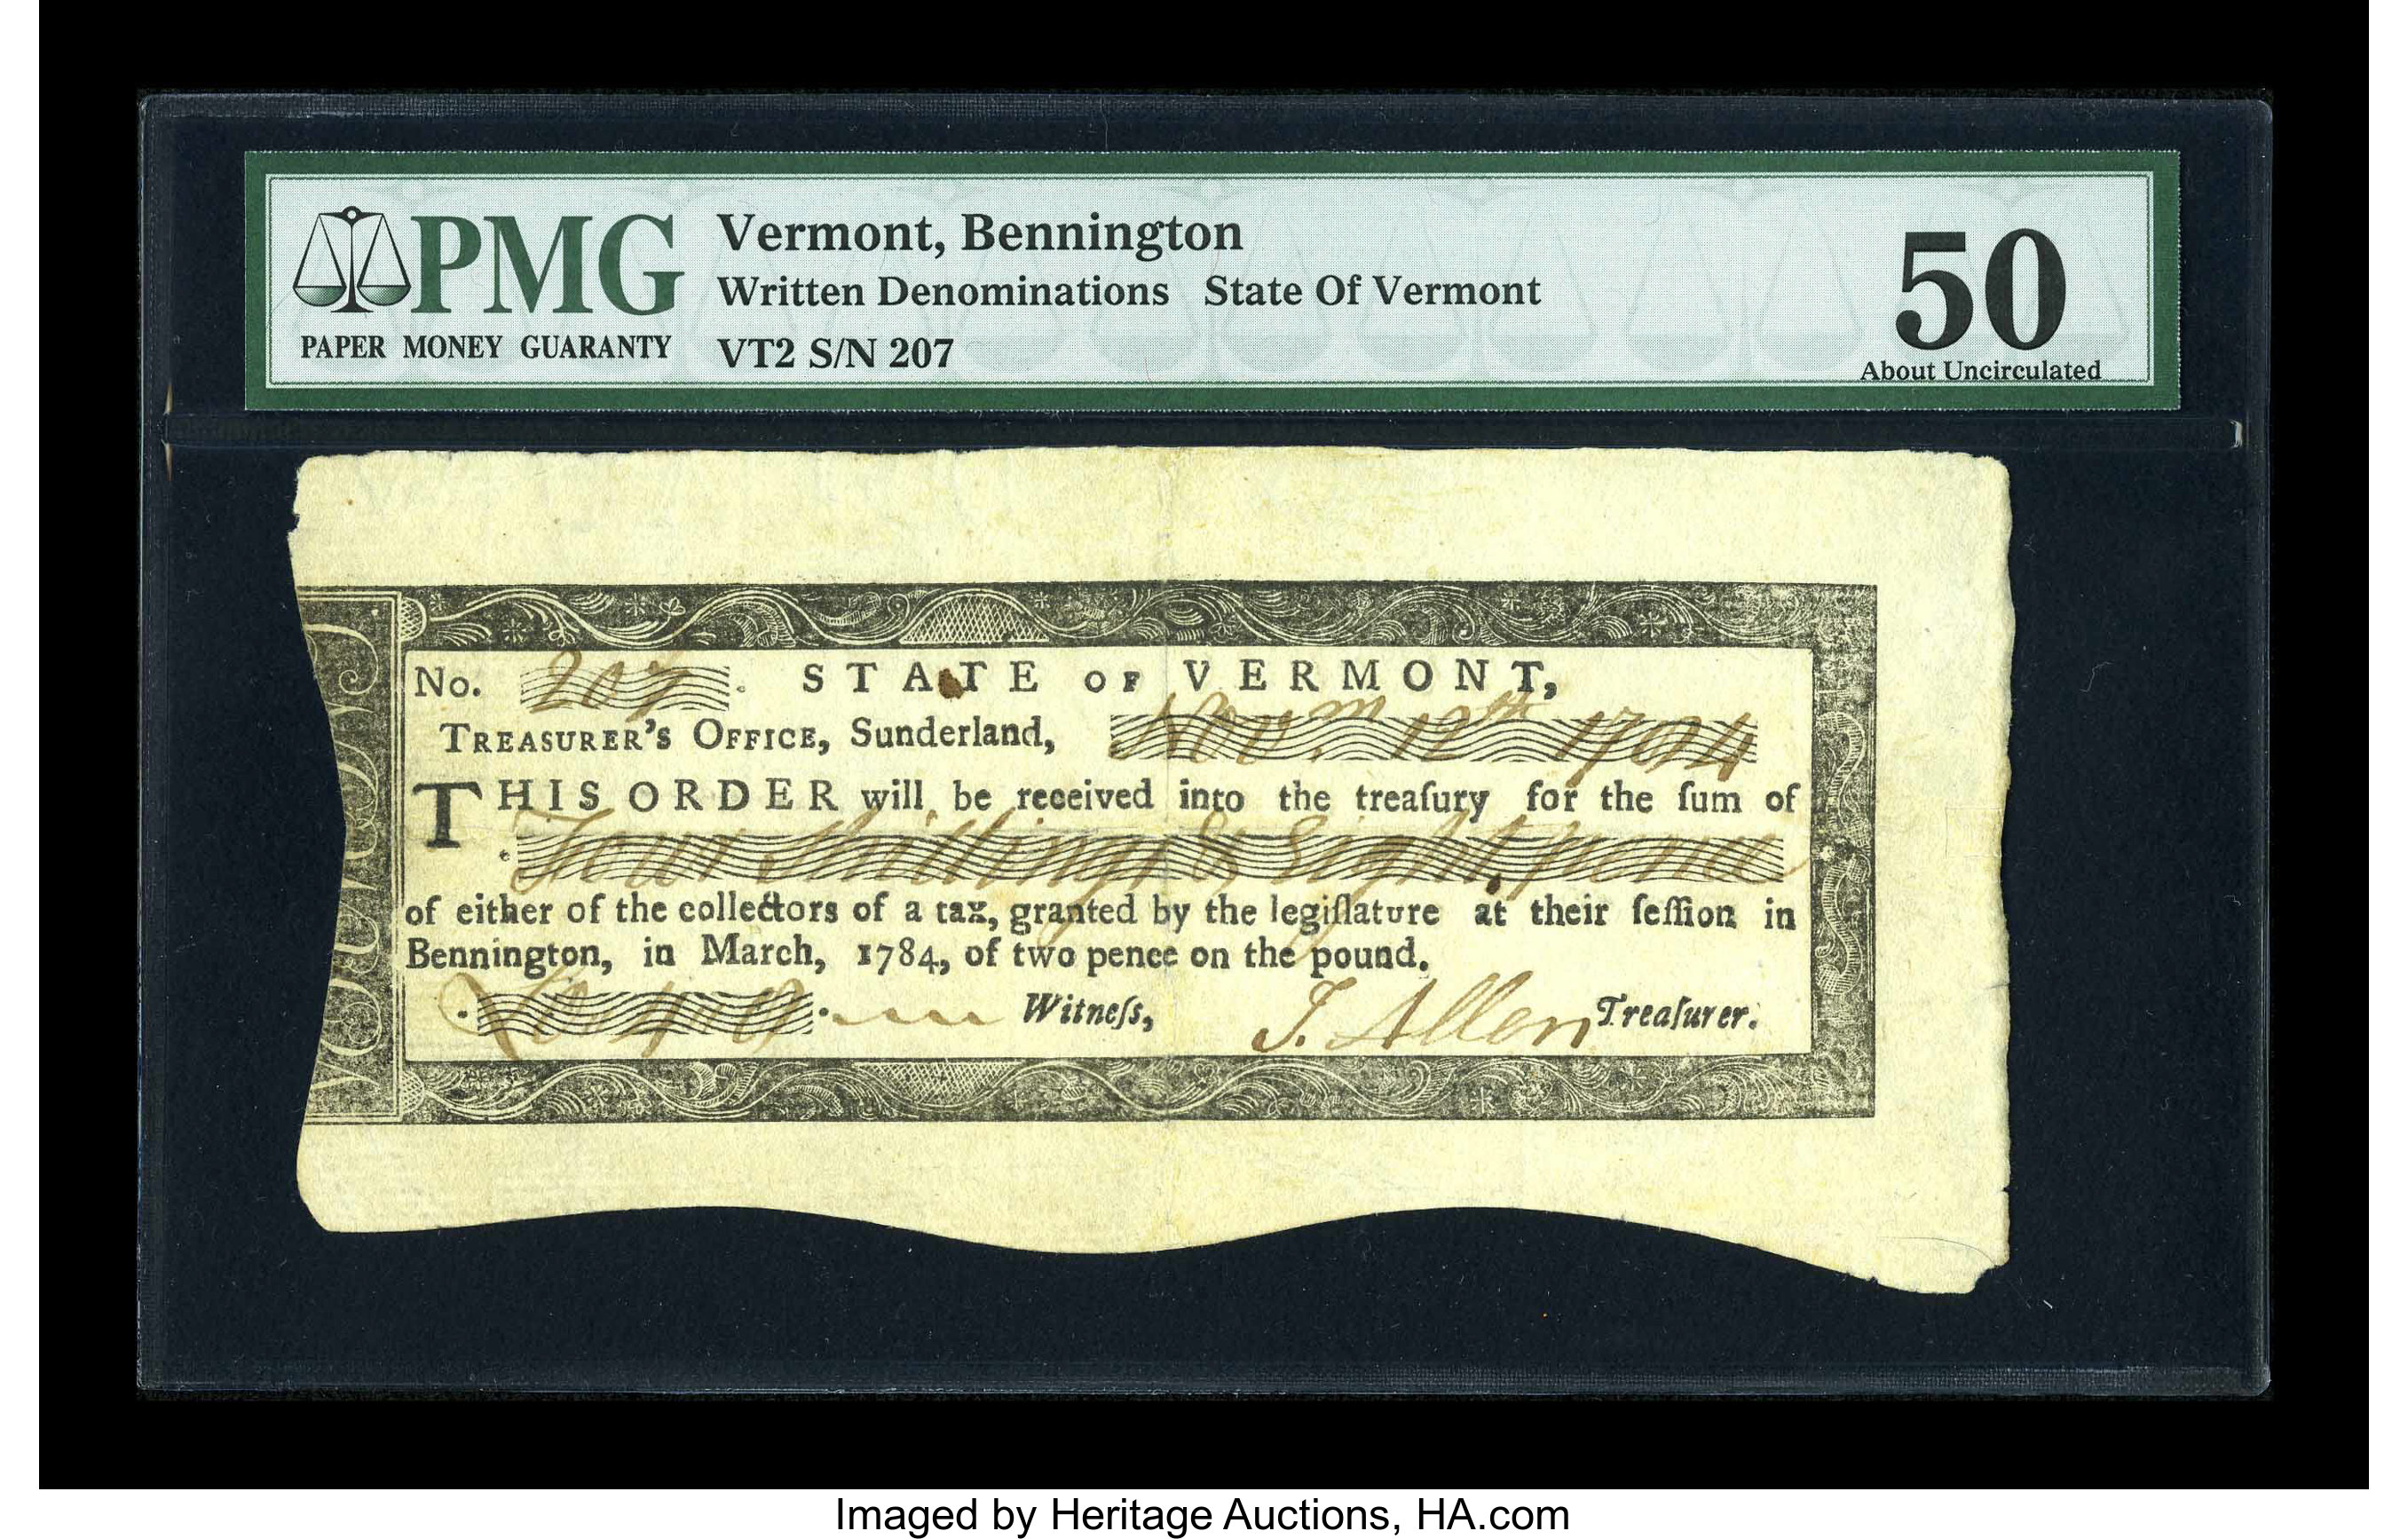 PMG
PAPER MONEY GUARANTY
Vermont, Bennington
Written Denominations State Of Vermont
VT2 S/N 207
50
About Uncirculated
No. 207. STATE OF VERMONT,
TREASURER'S OFFICE, Sunderland, 12th 1784
THIS ORDER will be received into the treaſury for the ſum of
Four Shillings & Eight pence
of either of the collectors of a tax, granted by the legiſlature at their ſeſſion in
Bennington, in March, 1784, of two pence on the pound.
Witneſs, I. Allen Treaſurer.
Imaged by Heritage Auctions, HA.com